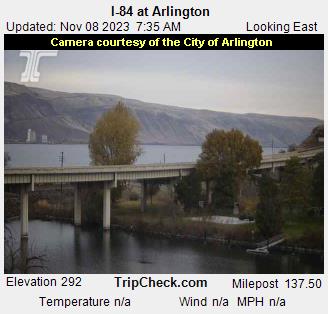 I-84 at Arlington
Updated: Nov 08 2023 7:35 AM Looking East
Camera courtesy of the City of Arlington
Elevation 292 TripCheck.com Milepost 137.50
Temperature n/a Wind n/a MPH n/a